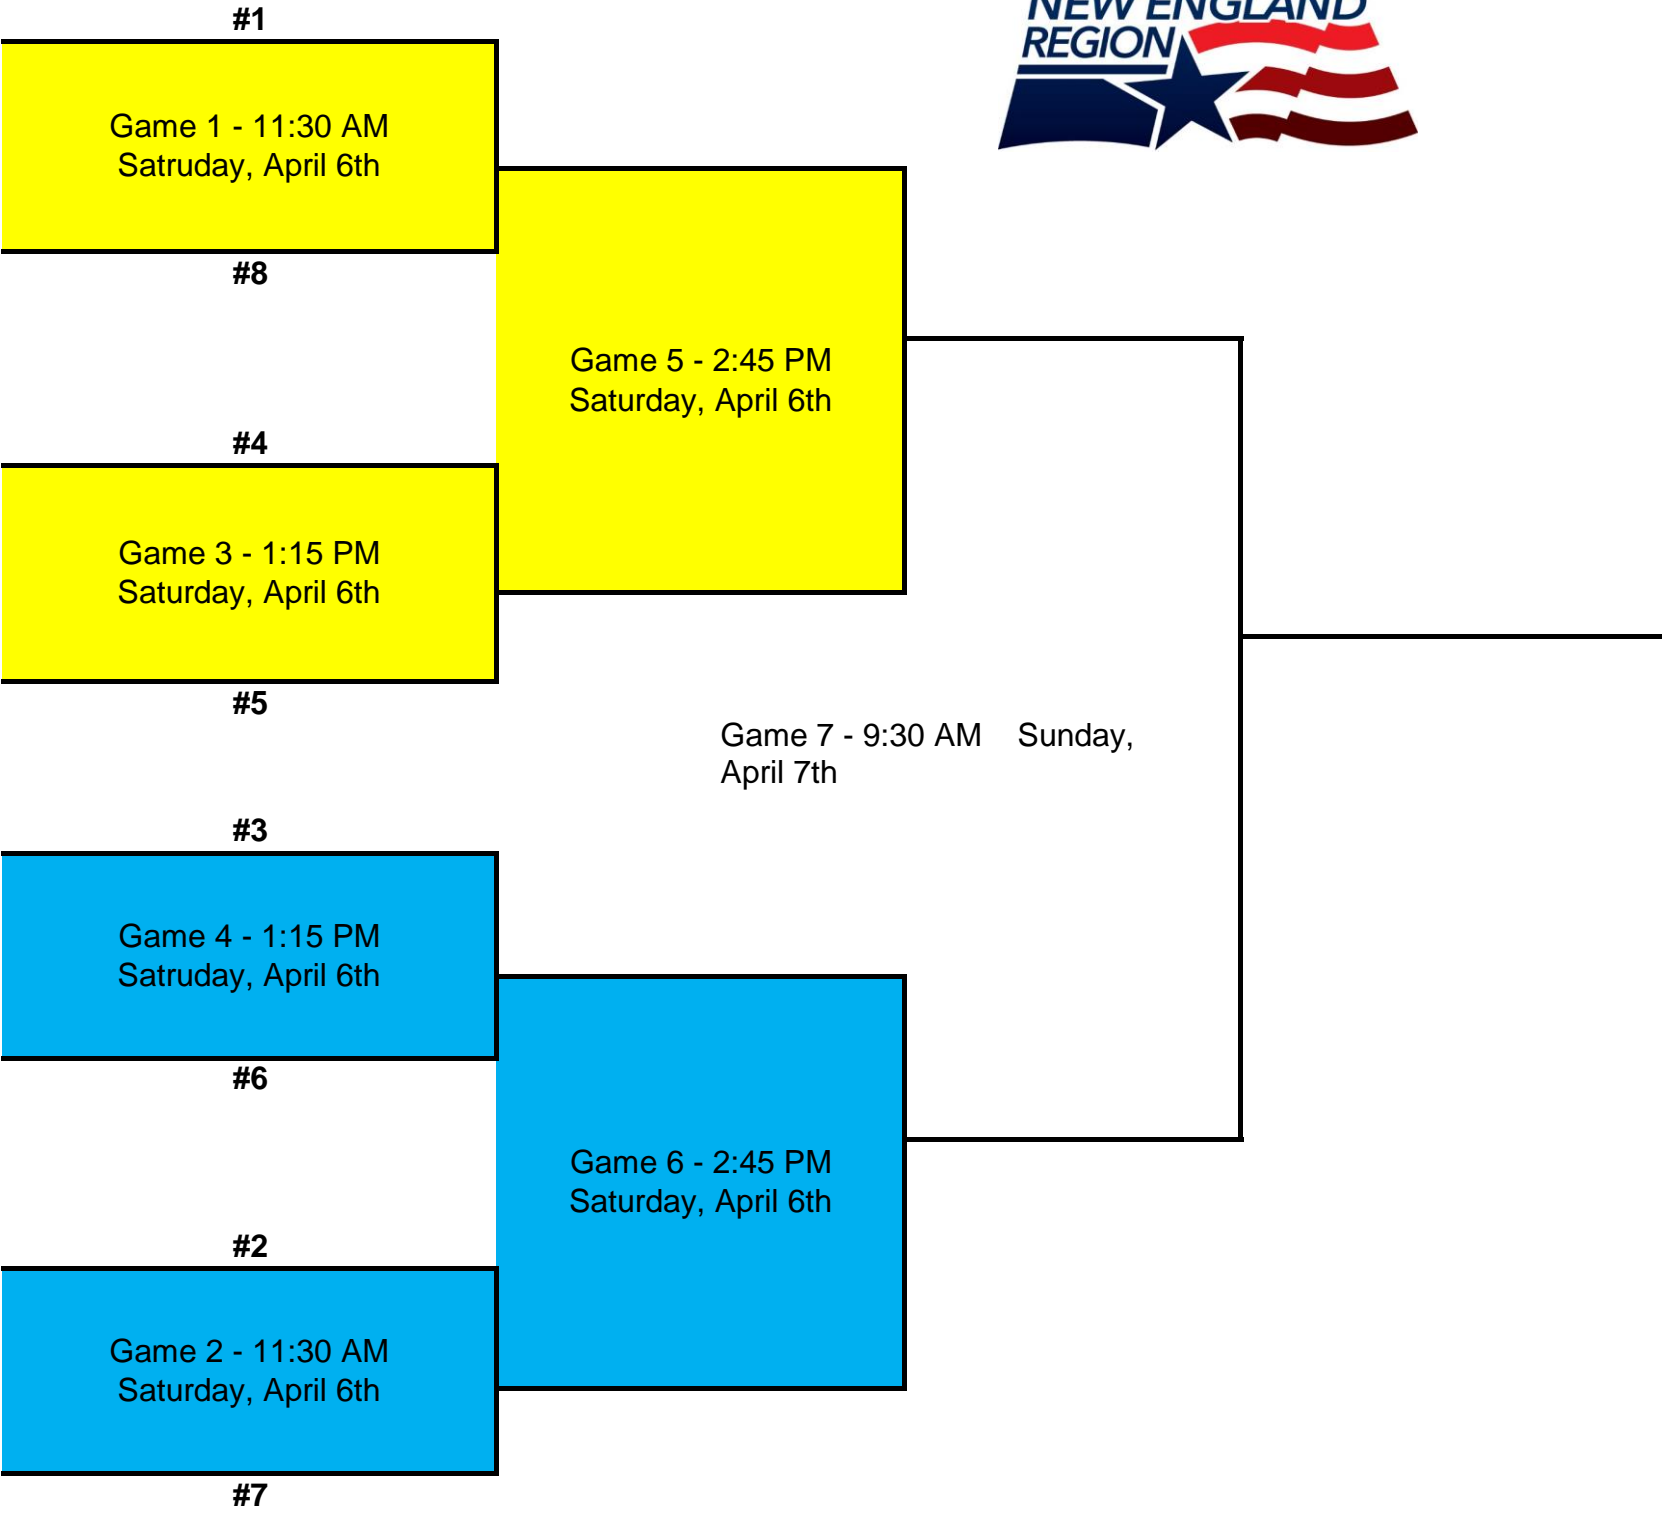 #1
NEW ENGLAND
REGION
Game 1 - 11:30 AM
Satruday, April 6th
#8
Game 5 - 2:45 PM
Saturday, April 6th
#4
Game 3 - 1:15 PM
Saturday, April 6th
#5
Game 7 - 9:30 AM    Sunday,
April 7th
#3
Game 4 - 1:15 PM
Satruday, April 6th
#6
Game 6 - 2:45 PM
Saturday, April 6th
#2
Game 2 - 11:30 AM
Saturday, April 6th
#7